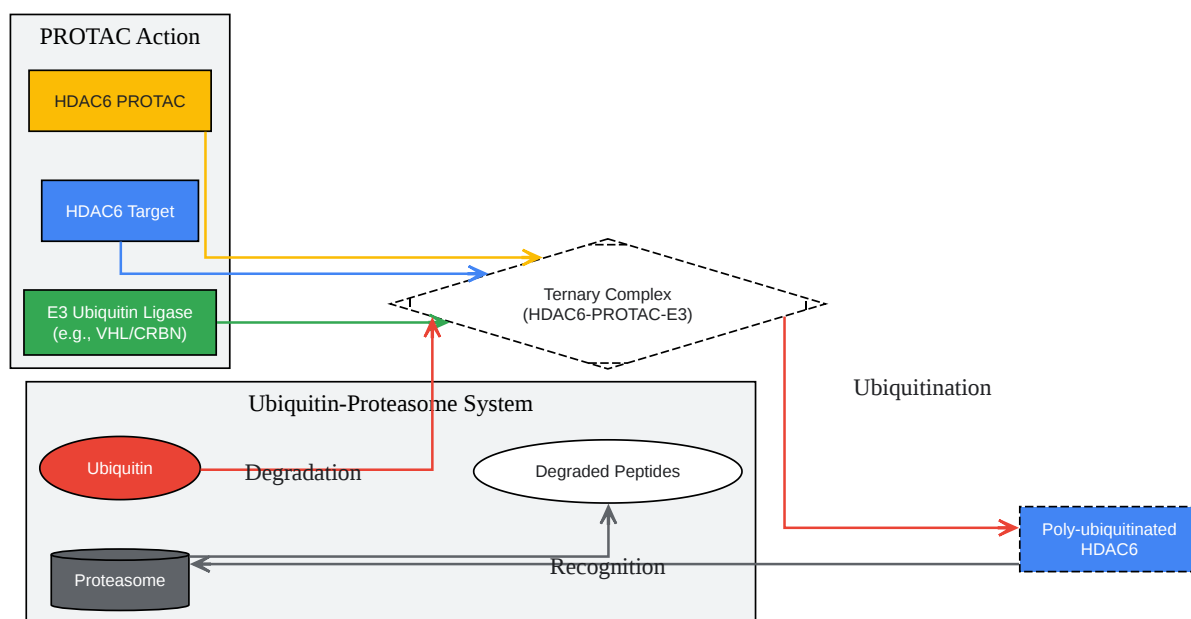 PROTAC Action
HDAC6 PROTAC
HDAC6 Target
E3 Ubiquitin Ligase
(e.g., VHL/CRBN)
Ternary Complex
(HDAC6-PROTAC-E3)
Ubiquitination
Ubiquitin-Proteasome System
Ubiquitin
Degradation
Degraded Peptides
Poly-ubiquitinated
HDAC6
Recognition
Proteasome